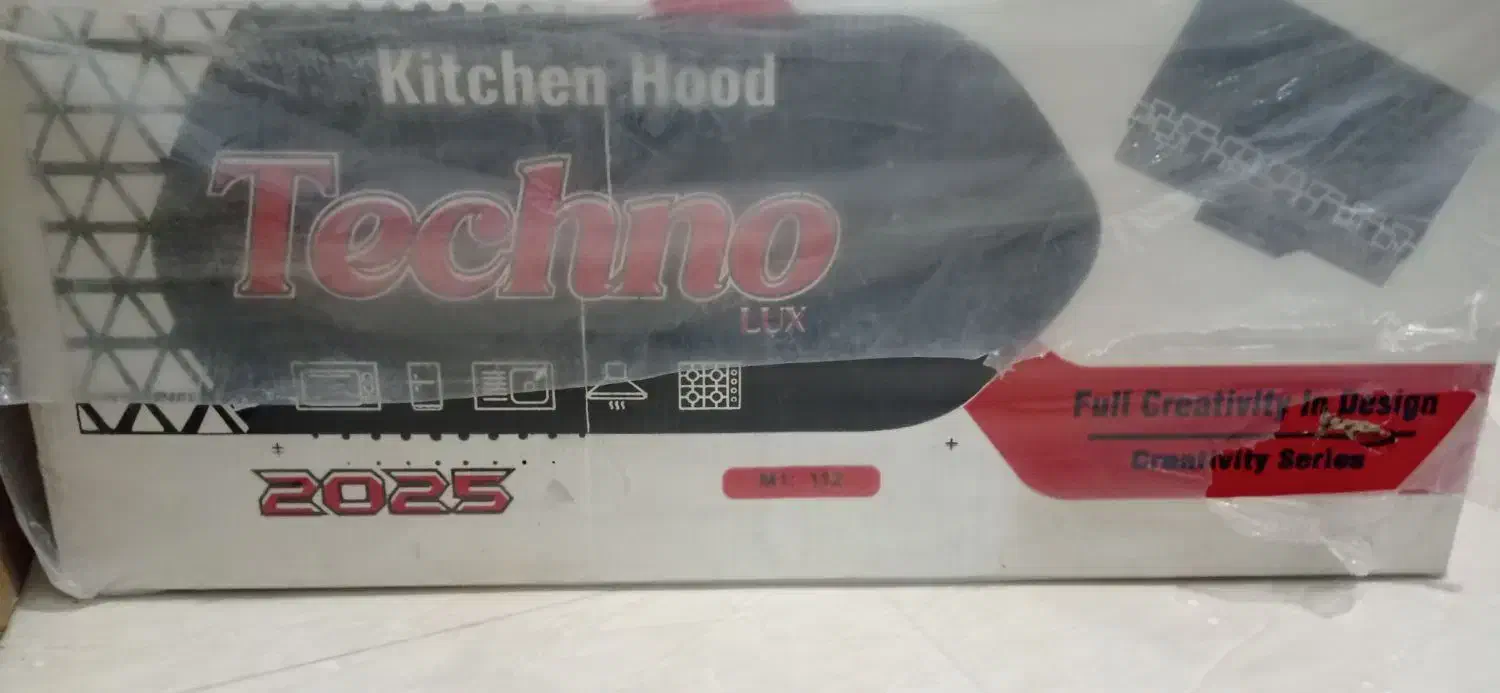 Kitchen Hood
Techno
LUX
2025
Full Creativity in Design
Creativity Series